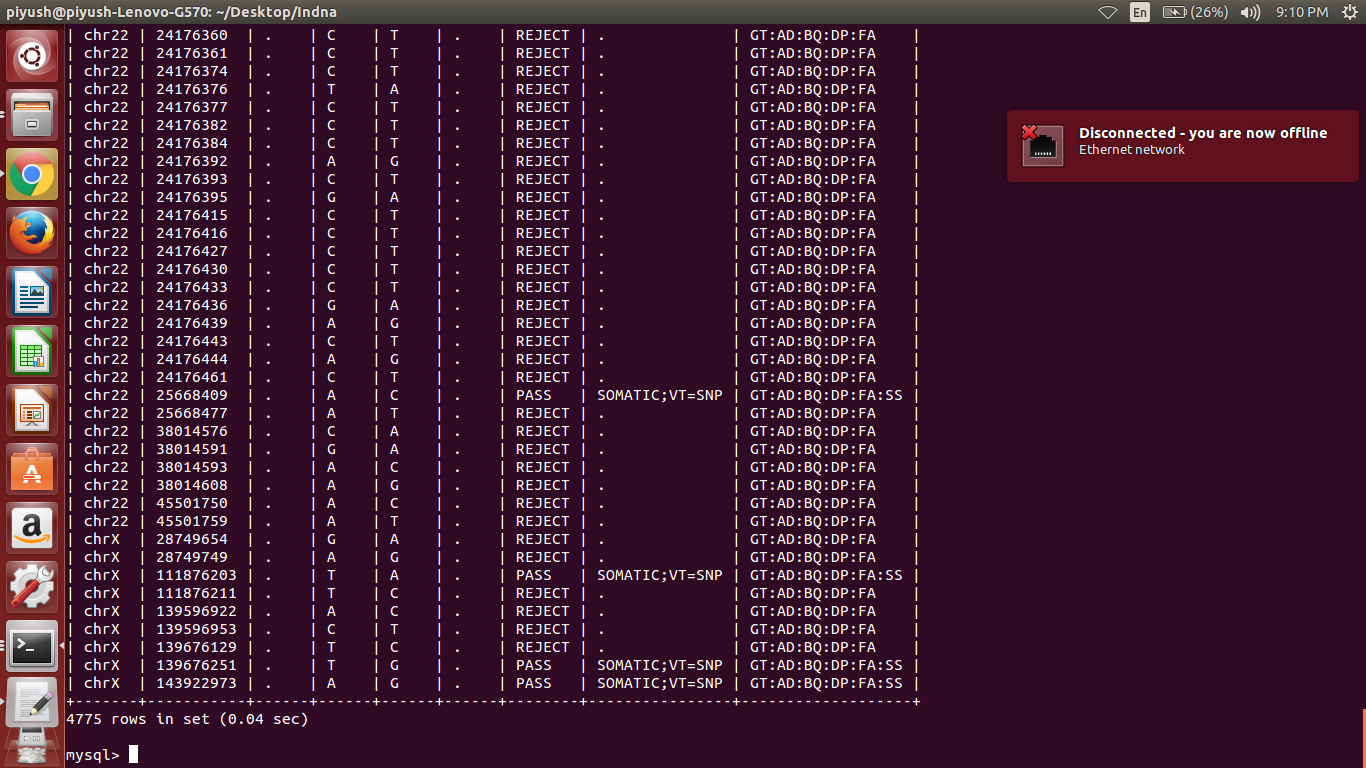 piyush@piyush-Lenovo-G570: ~/Desktop/Indna En (26%) 9:10 PM
| chr22 | 24176360 | . | C | T | . | REJECT | . | GT:AD:BQ:DP:FA |
| chr22 | 24176361 | . | C | T | . | REJECT | . | GT:AD:BQ:DP:FA |
| chr22 | 24176374 | . | C | T | . | REJECT | . | GT:AD:BQ:DP:FA |
| chr22 | 24176376 | . | T | A | . | REJECT | . | GT:AD:BQ:DP:FA |
| chr22 | 24176377 | . | C | T | . | REJECT | . | GT:AD:BQ:DP:FA |
| chr22 | 24176382 | . | C | T | . | REJECT | . | GT:AD:BQ:DP:FA |
| chr22 | 24176384 | . | C | T | . | REJECT | . | GT:AD:BQ:DP:FA |
| chr22 | 24176392 | . | A | G | . | REJECT | . | GT:AD:BQ:DP:FA |
| chr22 | 24176393 | . | C | T | . | REJECT | . | GT:AD:BQ:DP:FA |
| chr22 | 24176395 | . | G | A | . | REJECT | . | GT:AD:BQ:DP:FA |
| chr22 | 24176415 | . | C | T | . | REJECT | . | GT:AD:BQ:DP:FA |
| chr22 | 24176416 | . | C | T | . | REJECT | . | GT:AD:BQ:DP:FA |
| chr22 | 24176427 | . | C | T | . | REJECT | . | GT:AD:BQ:DP:FA |
| chr22 | 24176430 | . | C | T | . | REJECT | . | GT:AD:BQ:DP:FA |
| chr22 | 24176433 | . | C | T | . | REJECT | . | GT:AD:BQ:DP:FA |
| chr22 | 24176436 | . | G | A | . | REJECT | . | GT:AD:BQ:DP:FA |
| chr22 | 24176439 | . | A | G | . | REJECT | . | GT:AD:BQ:DP:FA |
| chr22 | 24176443 | . | C | T | . | REJECT | . | GT:AD:BQ:DP:FA |
| chr22 | 24176444 | . | A | G | . | REJECT | . | GT:AD:BQ:DP:FA |
| chr22 | 24176461 | . | C | T | . | REJECT | . | GT:AD:BQ:DP:FA |
| chr22 | 25668409 | . | A | C | . | PASS | SOMATIC;VT=SNP | GT:AD:BQ:DP:FA:SS |
| chr22 | 25668477 | . | A | T | . | REJECT | . | GT:AD:BQ:DP:FA |
| chr22 | 38014576 | . | C | A | . | REJECT | . | GT:AD:BQ:DP:FA |
| chr22 | 38014591 | . | G | A | . | REJECT | . | GT:AD:BQ:DP:FA |
| chr22 | 38014593 | . | A | C | . | REJECT | . | GT:AD:BQ:DP:FA |
| chr22 | 38014608 | . | A | G | . | REJECT | . | GT:AD:BQ:DP:FA |
| chr22 | 45501750 | . | A | C | . | REJECT | . | GT:AD:BQ:DP:FA |
| chr22 | 45501759 | . | A | T | . | REJECT | . | GT:AD:BQ:DP:FA |
| chrX | 28749654 | . | G | A | . | REJECT | . | GT:AD:BQ:DP:FA |
| chrX | 28749749 | . | A | G | . | REJECT | . | GT:AD:BQ:DP:FA |
| chrX | 111876203 | . | T | A | . | PASS | SOMATIC;VT=SNP | GT:AD:BQ:DP:FA:SS |
| chrX | 111876211 | . | T | C | . | REJECT | . | GT:AD:BQ:DP:FA |
| chrX | 139596922 | . | A | C | . | REJECT | . | GT:AD:BQ:DP:FA |
| chrX | 139596953 | . | C | T | . | REJECT | . | GT:AD:BQ:DP:FA |
| chrX | 139676129 | . | T | C | . | REJECT | . | GT:AD:BQ:DP:FA |
| chrX | 139676251 | . | T | G | . | PASS | SOMATIC;VT=SNP | GT:AD:BQ:DP:FA:SS |
| chrX | 143922973 | . | A | G | . | PASS | SOMATIC;VT=SNP | GT:AD:BQ:DP:FA:SS |
+-------+-----------+------+------+------+------+--------+----------------+-------------------+
4775 rows in set (0.04 sec)
mysql>
Disconnected - you are now offline
Ethernet network